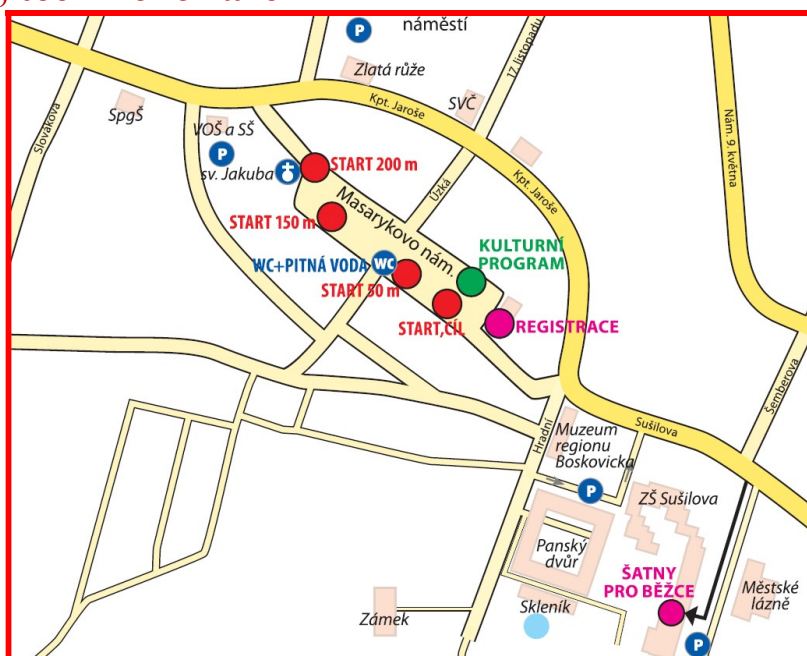 náměstí
P
Zlatá růže
17. listopadu
Slovákova
SpgŠ
VOŠ a SŠ
P
sv. Jakuba
Kpt. Jaroše
SVČ
Nám. 9. května
START 200 m
Úzká
Kpt. Jaroše
START 150 m
Masarykovo nám.
KULTURNÍ
PROGRAM
WC+PITNÁ VODA
WC
START 50 m
START,CÍL
REGISTRACE
Šemberova
Hradní
Muzeum
regionu
Boskovicka
Sušilova
P
ZŠ Sušilova
Panský
dvůr
ŠATNY
PRO BĚŽCE
Městské
lázně
Zámek
Skleník
P